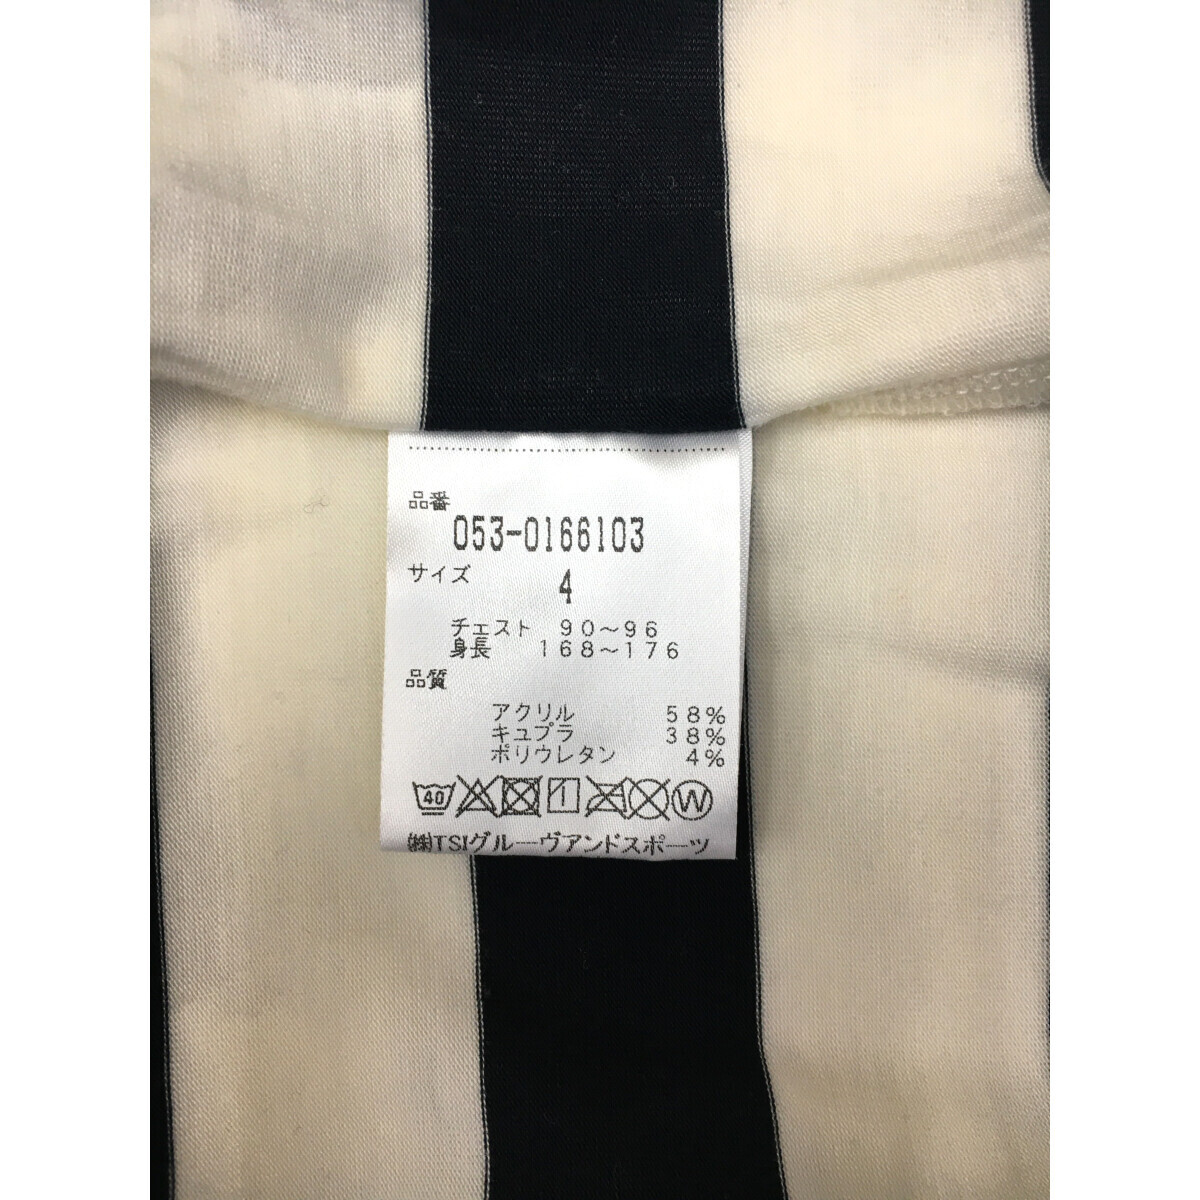 品番
053-0166103
サイズ
4
チェスト 90～96
身長 168～176
品質
アクリル 58%
キュプラ 38%
ポリウレタン 4%
40 W
㈱TSIグルーヴアンドスポーツ